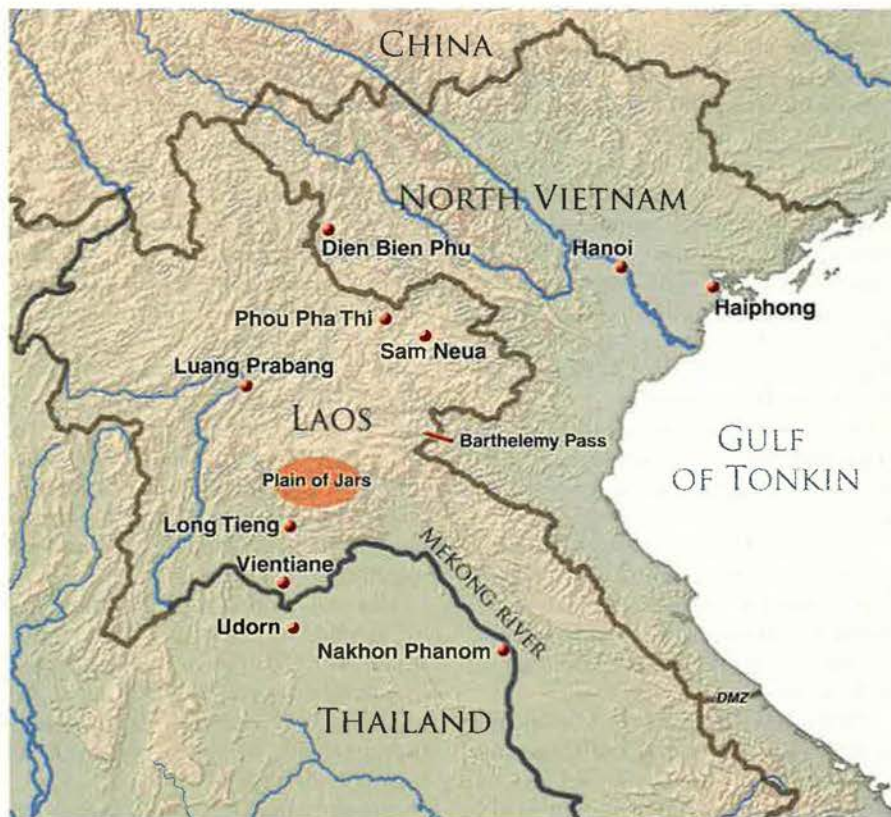 CHINA
NORTH VIETNAM
Dien Bien Phu
Hanoi
Haiphong
Phou Pha Thi
Sam Neua
Luang Prabang
LAOS
Barthelemy Pass
GULF
OF TONKIN
Plain of Jars
Long Tieng
Vientiane
MEKONG RIVER
Udorn
Nakhon Phanom
DMZ
THAILAND